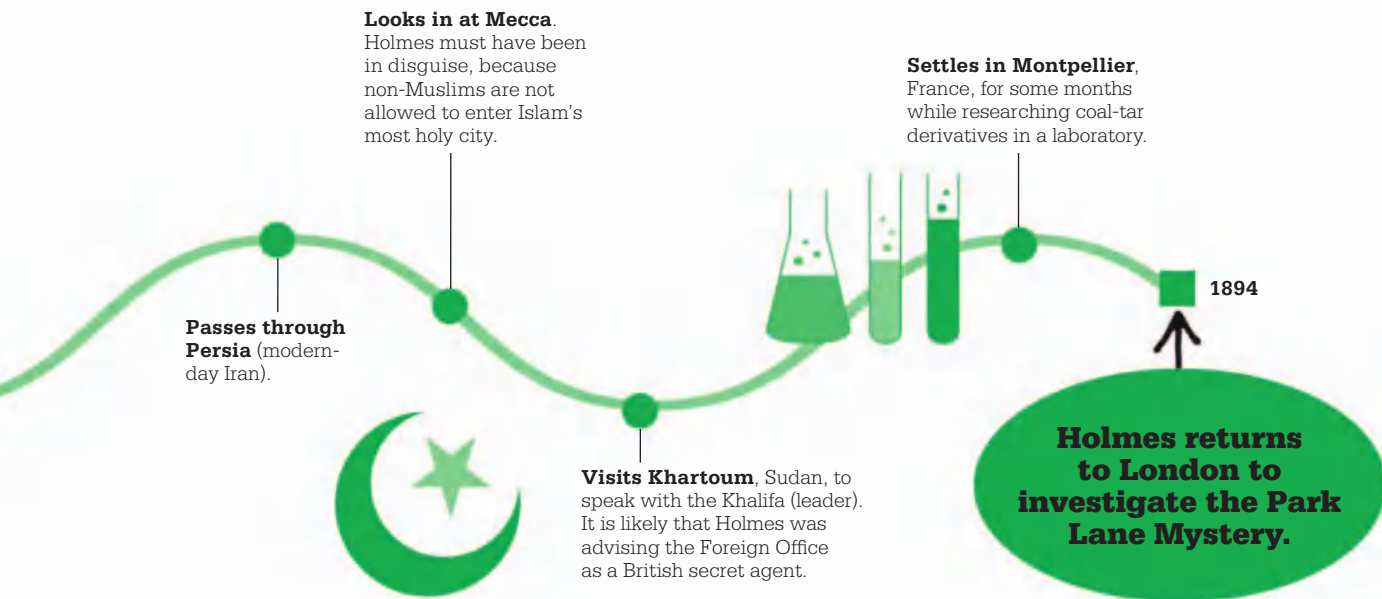 Passes through
Persia (modern-
day Iran).
Looks in at Mecca.
Holmes must have been
in disguise, because
non-Muslims are not
allowed to enter Islam's
most holy city.
Visits Khartoum, Sudan, to
speak with the Khalifa (leader).
It is likely that Holmes was
advising the Foreign Office
as a British secret agent.
Settles in Montpellier,
France, for some months
while researching coal-tar
derivatives in a laboratory.
1894
Holmes returns
to London to
investigate the Park
Lane Mystery.